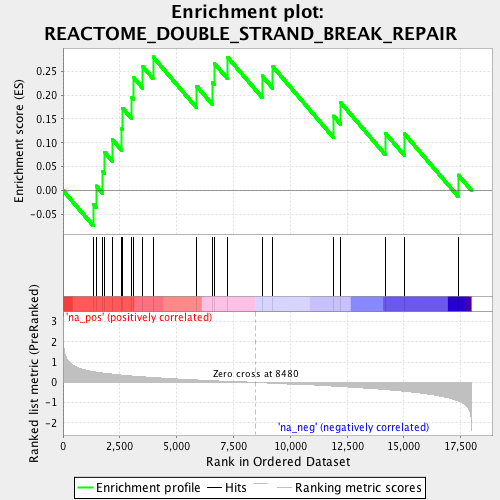 Enrichment plot:
REACTOME_DOUBLE_STRAND_BREAK_REPAIR
Enrichment score (ES)
0.25
0.20
0.15
0.10
0.05
0.00
-0.05
'na_pos' (positively correlated)
Ranked list metric (PreRanked)
3
2
1
0
-1
-2
Zero cross at 8480
'na_neg' (negatively correlated)
0 2,500 5,000 7,500 10,000 12,500 15,000 17,500
Rank in Ordered Dataset
Enrichment profile Hits Ranking metric scores